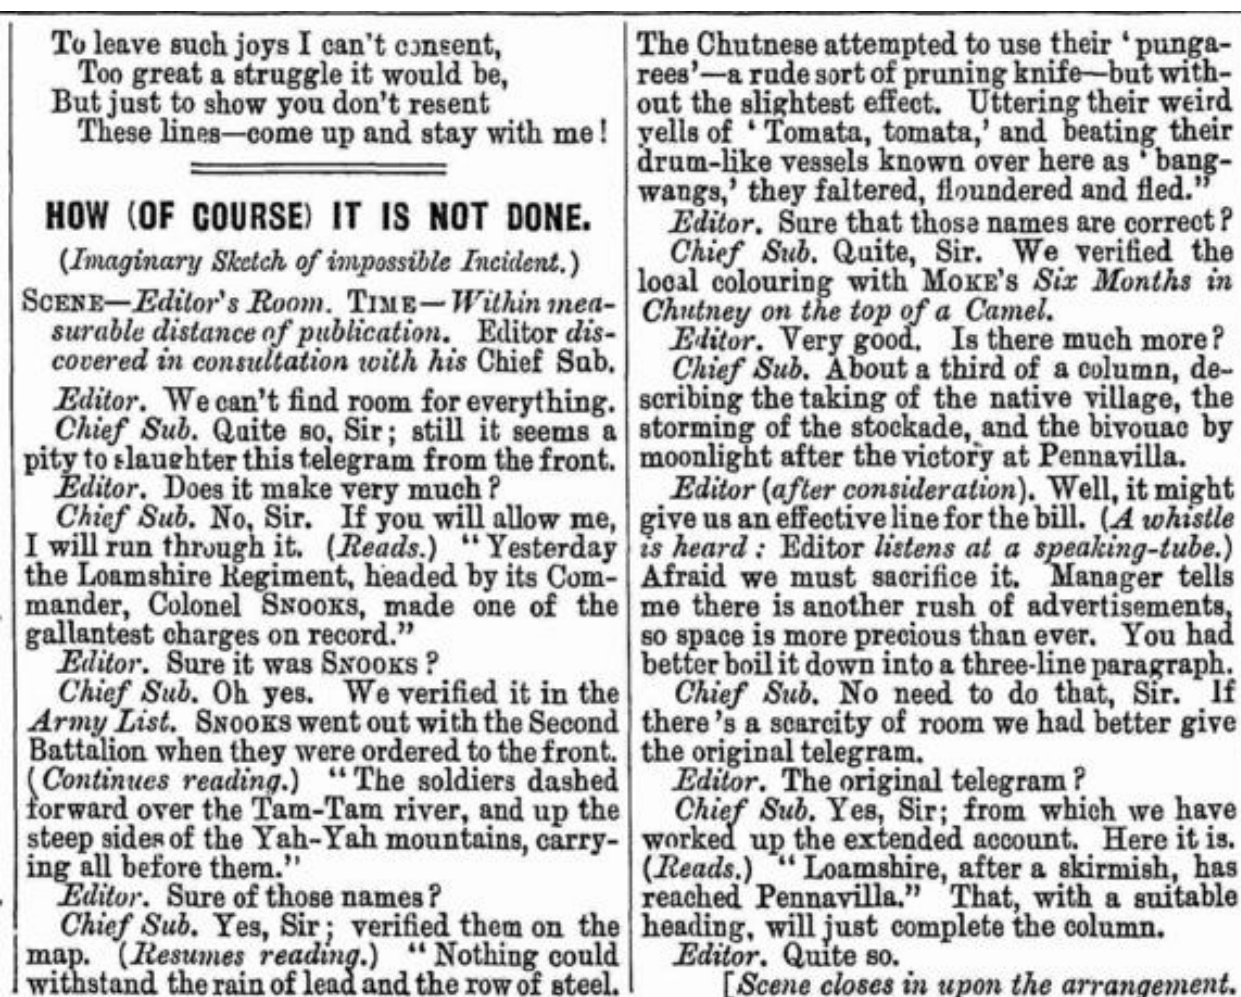 To leave such joys I can't consent,
Too great a struggle it would be,
But just to show you don't resent
These lines—come up and stay with me!
HOW (OF COURSE) IT IS NOT DONE.
(Imaginary Sketch of impossible Incident.)
SCENE—Editor's Room. TIME—Within mea-
surable distance of publication. Editor dis-
covered in consultation with his Chief Sub.
Editor. We can't find room for everything.
Chief Sub. Quite so, Sir; still it seems a
pity to slaughter this telegram from the front.
Editor. Does it make very much?
Chief Sub. No, Sir. If you will allow me,
I will run through it. (Reads.) "Yesterday
the Loamshire Regiment, headed by its Com-
mander, Colonel SNOOKS, made one of the
gallantest charges on record."
Editor. Sure it was SNOOKS?
Chief Sub. Oh yes. We verified it in the
Army List. SNOOKS went out with the Second
Battalion when they were ordered to the front.
(Continues reading.) "The soldiers dashed
forward over the Tam-Tam river, and up the
steep sides of the Yah-Yah mountains, carry-
ing all before them."
Editor. Sure of those names?
Chief Sub. Yes, Sir; verified them on the
map. (Resumes reading.) "Nothing could
withstand the rain of lead and the row of steel.
The Chutnese attempted to use their 'punga-
rees'—a rude sort of pruning knife—but with-
out the slightest effect. Uttering their weird
yells of 'Tomata, tomata,' and beating their
drum-like vessels known over here as 'bang-
wangs,' they faltered, floundered and fled."
Editor. Sure that those names are correct?
Chief Sub. Quite, Sir. We verified the
local colouring with MOKE'S Six Months in
Chutney on the top of a Camel.
Editor. Very good. Is there much more?
Chief Sub. About a third of a column, de-
scribing the taking of the native village, the
storming of the stockade, and the bivouac by
moonlight after the victory at Pennavilla.
Editor (after consideration). Well, it might
give us an effective line for the bill. (A whistle
is heard: Editor listens at a speaking-tube.)
Afraid we must sacrifice it. Manager tells
me there is another rush of advertisements,
so space is more precious than ever. You had
better boil it down into a three-line paragraph.
Chief Sub. No need to do that, Sir. If
there's a scarcity of room we had better give
the original telegram.
Editor. The original telegram?
Chief Sub. Yes, Sir; from which we have
worked up the extended account. Here it is.
(Reads.) "Loamshire, after a skirmish, has
reached Pennavilla." That, with a suitable
heading, will just complete the column.
Editor. Quite so.
[Scene closes in upon the arrangement.